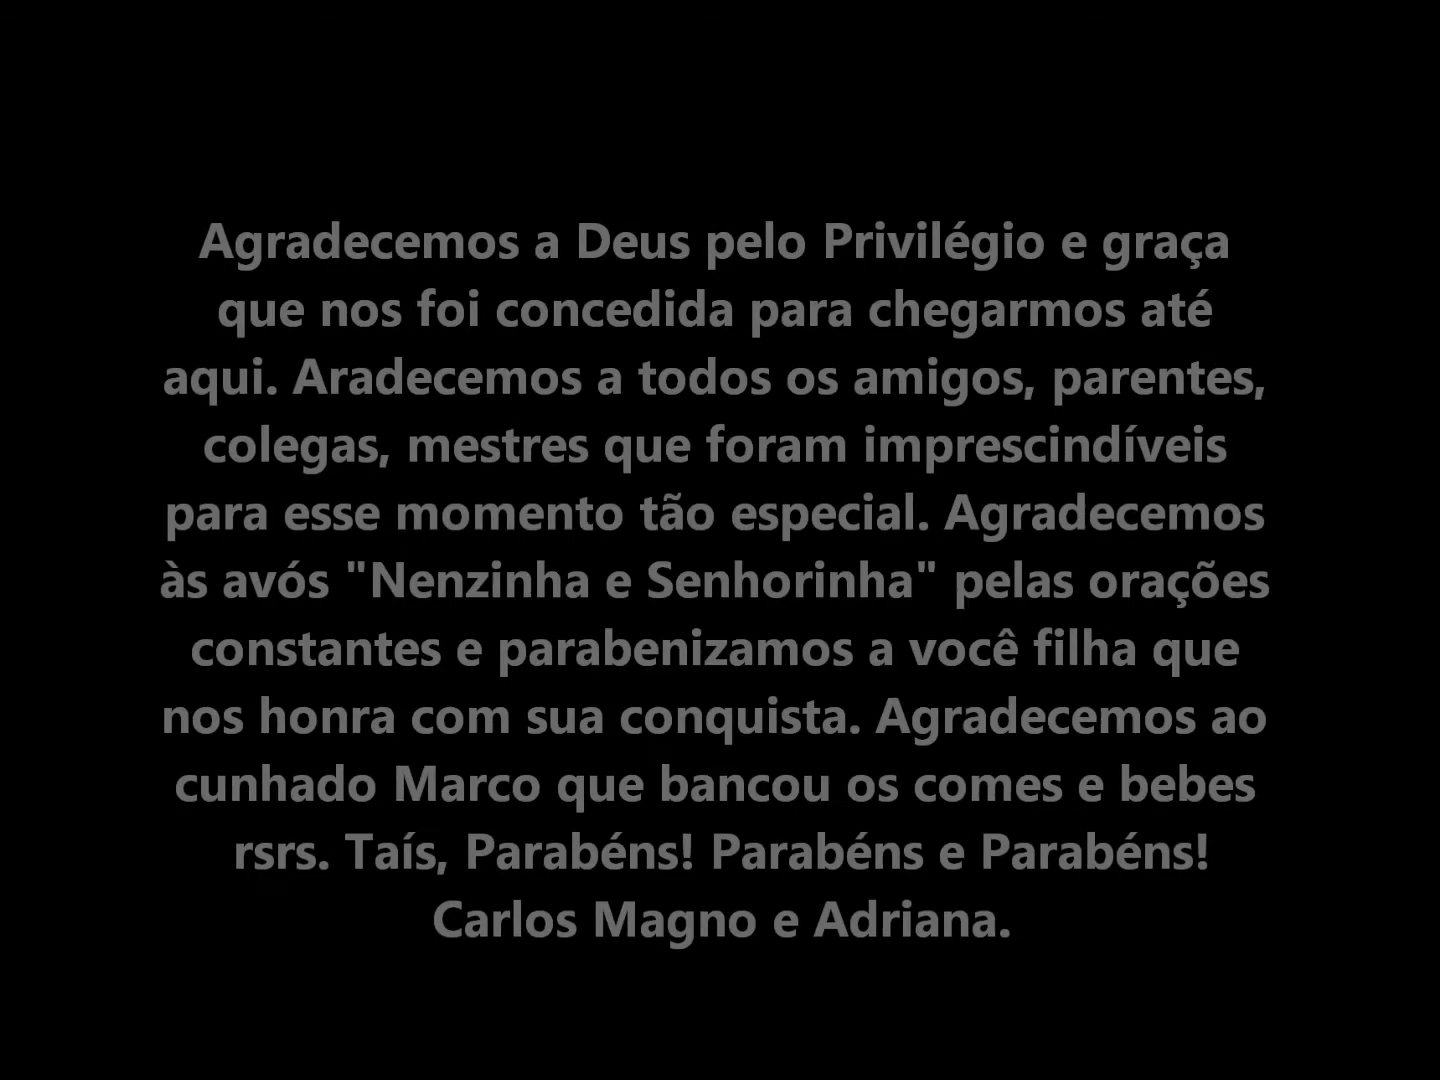 Agradecemos a Deus pelo Privilégio e graça
que nos foi concedida para chegarmos até
aqui. Aradecemos a todos os amigos, parentes,
colegas, mestres que foram imprescindíveis
para esse momento tão especial. Agradecemos
às avós "Nenzinha e Senhorinha" pelas orações
constantes e parabenizamos a você filha que
nos honra com sua conquista. Agradecemos ao
cunhado Marco que bancou os comes e bebes
rsrs. Taís, Parabéns! Parabéns e Parabéns!
Carlos Magno e Adriana.